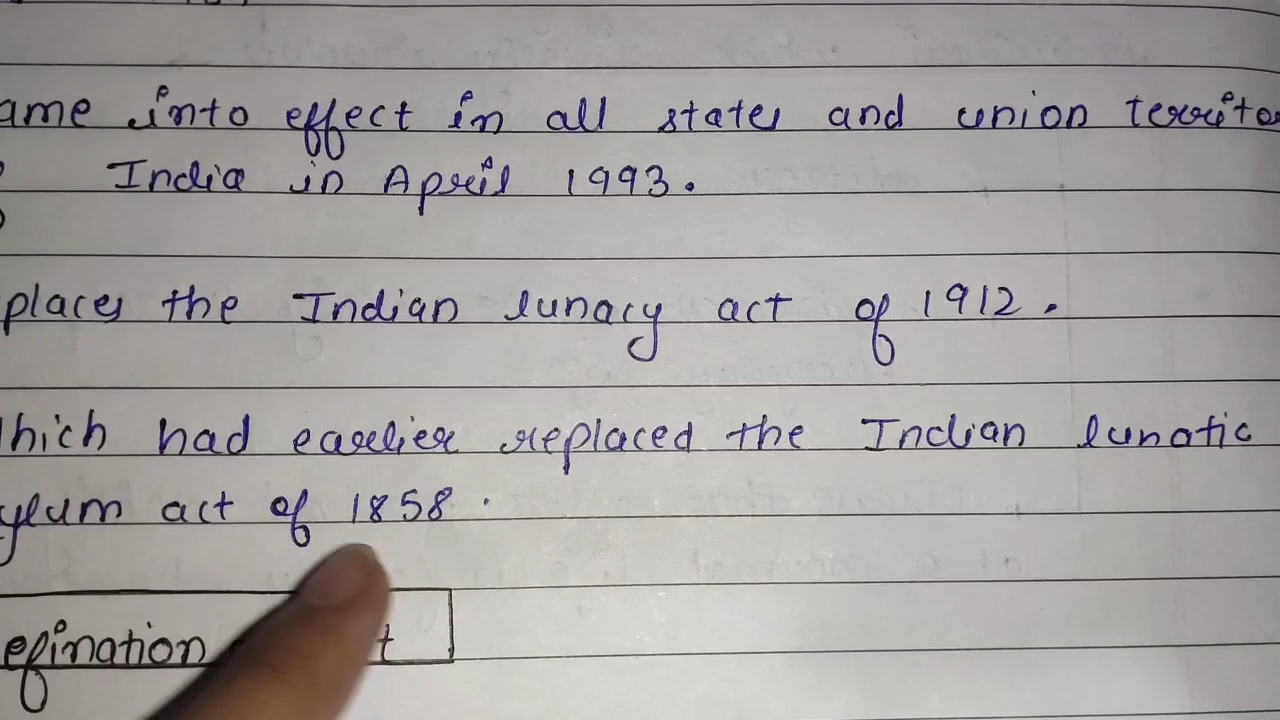 ame into effect in all states and union territo
India in April 1993.
places the Indian lunacy act of 1912.
hich had earlier replaced the Indian lunatic
ylum act of 1858.
efination t